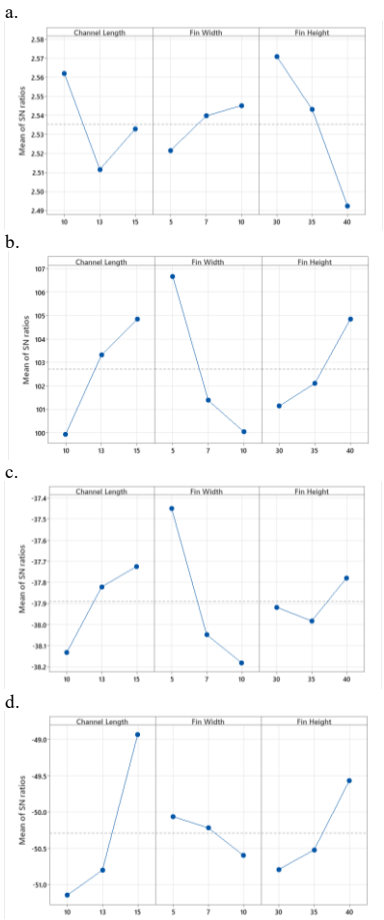 a.
Channel Length Fin Width Fin Height
2.58
2.57
2.56
2.55
2.54
2.53
2.52
2.51
2.50
2.49
Mean of SN ratios
10 13 15 5 7 10 30 35 40
b.
Channel Length Fin Width Fin Height
107
106
105
104
103
102
101
100
Mean of SN ratios
10 13 15 5 7 10 30 35 40
c.
Channel Length Fin Width Fin Height
-37.4
-37.5
-37.6
-37.7
-37.8
-37.9
-38.0
-38.1
-38.2
Mean of SN ratios
10 13 15 5 7 10 30 35 40
d.
Channel Length Fin Width Fin Height
-49.0
-49.5
-50.0
-50.5
-51.0
Mean of SN ratios
10 13 15 5 7 10 30 35 40